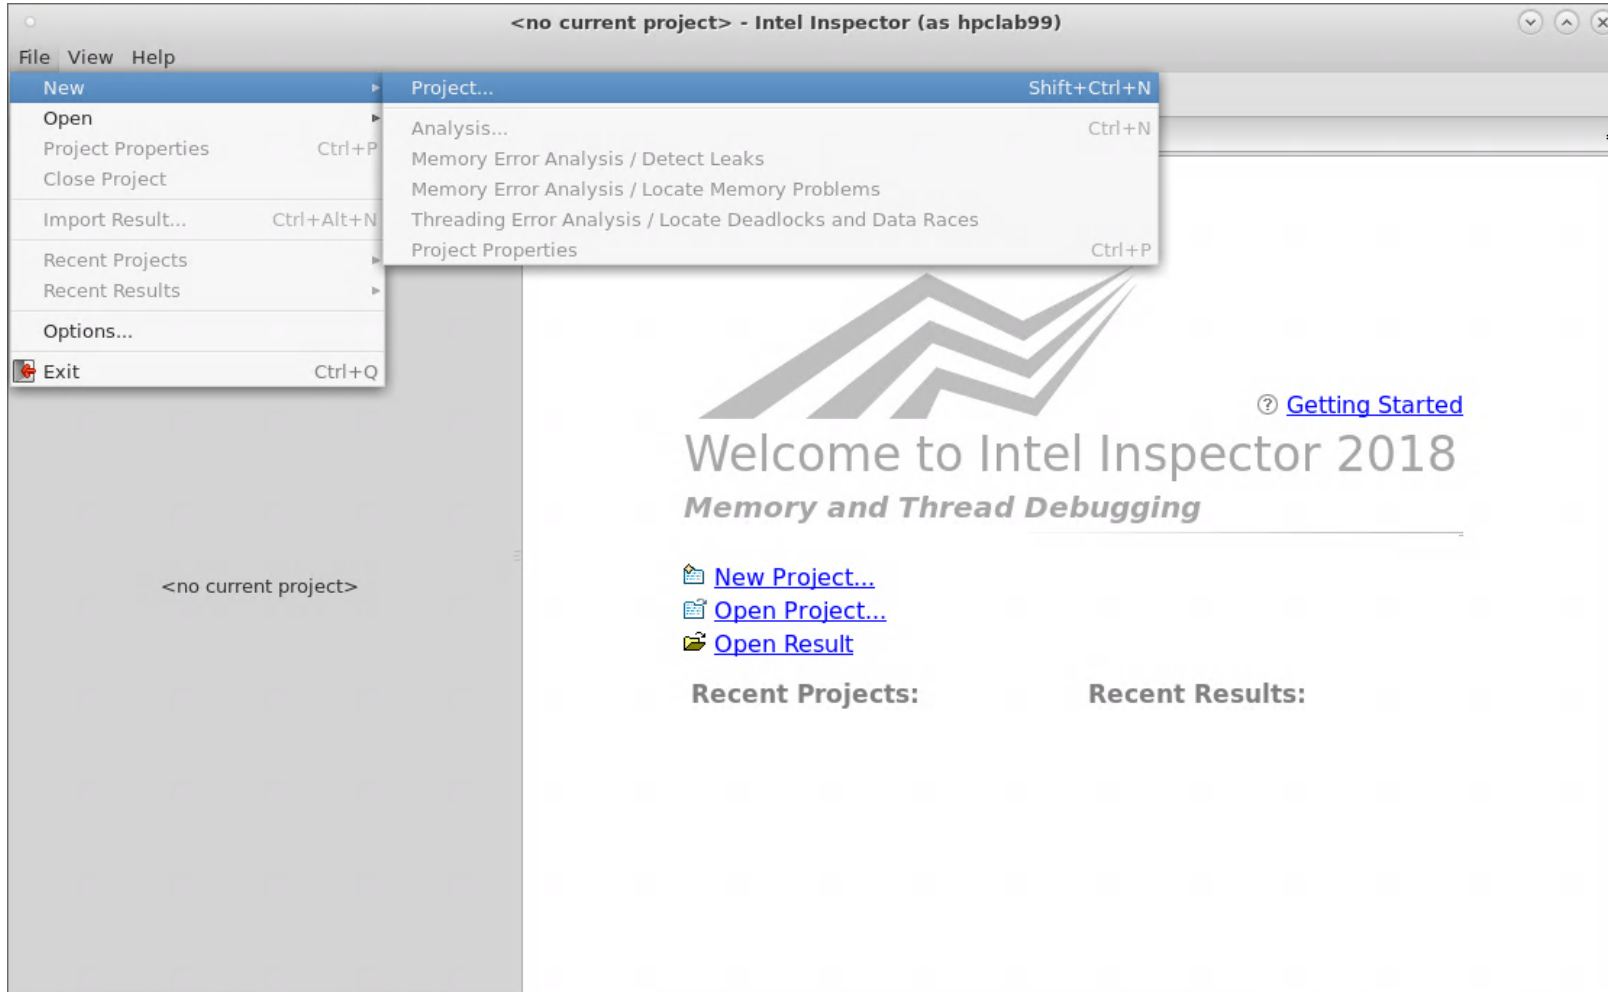 <no current project> - Intel Inspector (as hpclab99)
File View Help
New
Open
Project Properties Ctrl+P
Close Project
Import Result... Ctrl+Alt+N
Recent Projects
Recent Results
Options...
Exit Ctrl+Q
Project... Shift+Ctrl+N
Analysis... Ctrl+N
Memory Error Analysis / Detect Leaks
Memory Error Analysis / Locate Memory Problems
Threading Error Analysis / Locate Deadlocks and Data Races
Project Properties Ctrl+P
<no current project>
? Getting Started
Welcome to Intel Inspector 2018
Memory and Thread Debugging
New Project...
Open Project...
Open Result
Recent Projects: Recent Results: